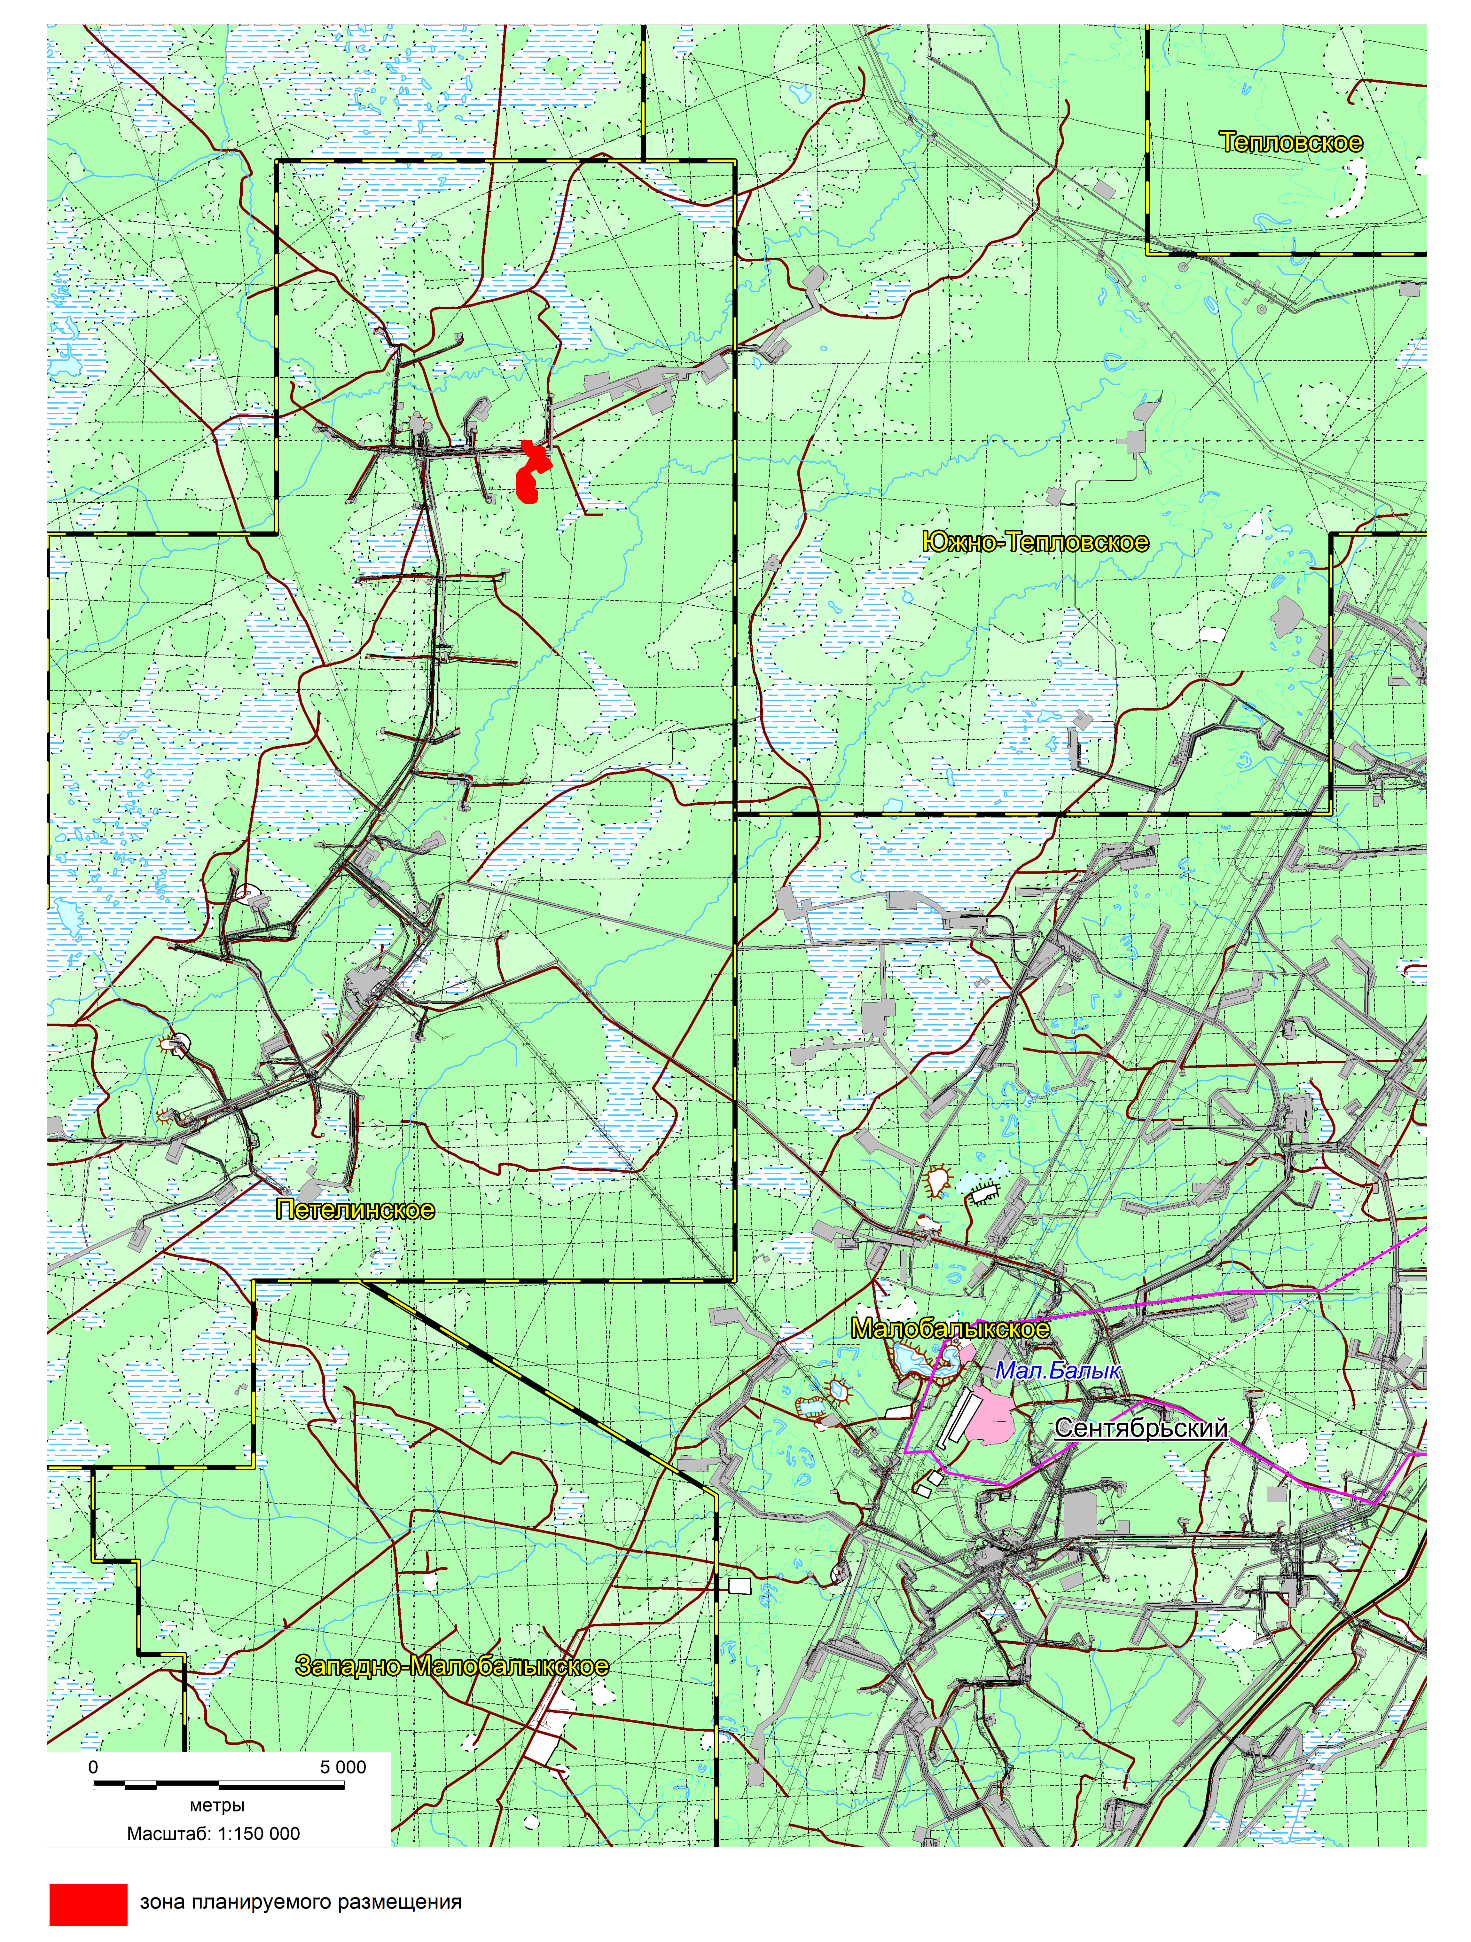 Тепловское
Южно-Тепловское
Петелинское
Малобалыкское
Мал.Балык
Сентябрьский
Западно-Малобалыкское
0 5 000
метры
Масштаб: 1:150 000
зона планируемого размещения